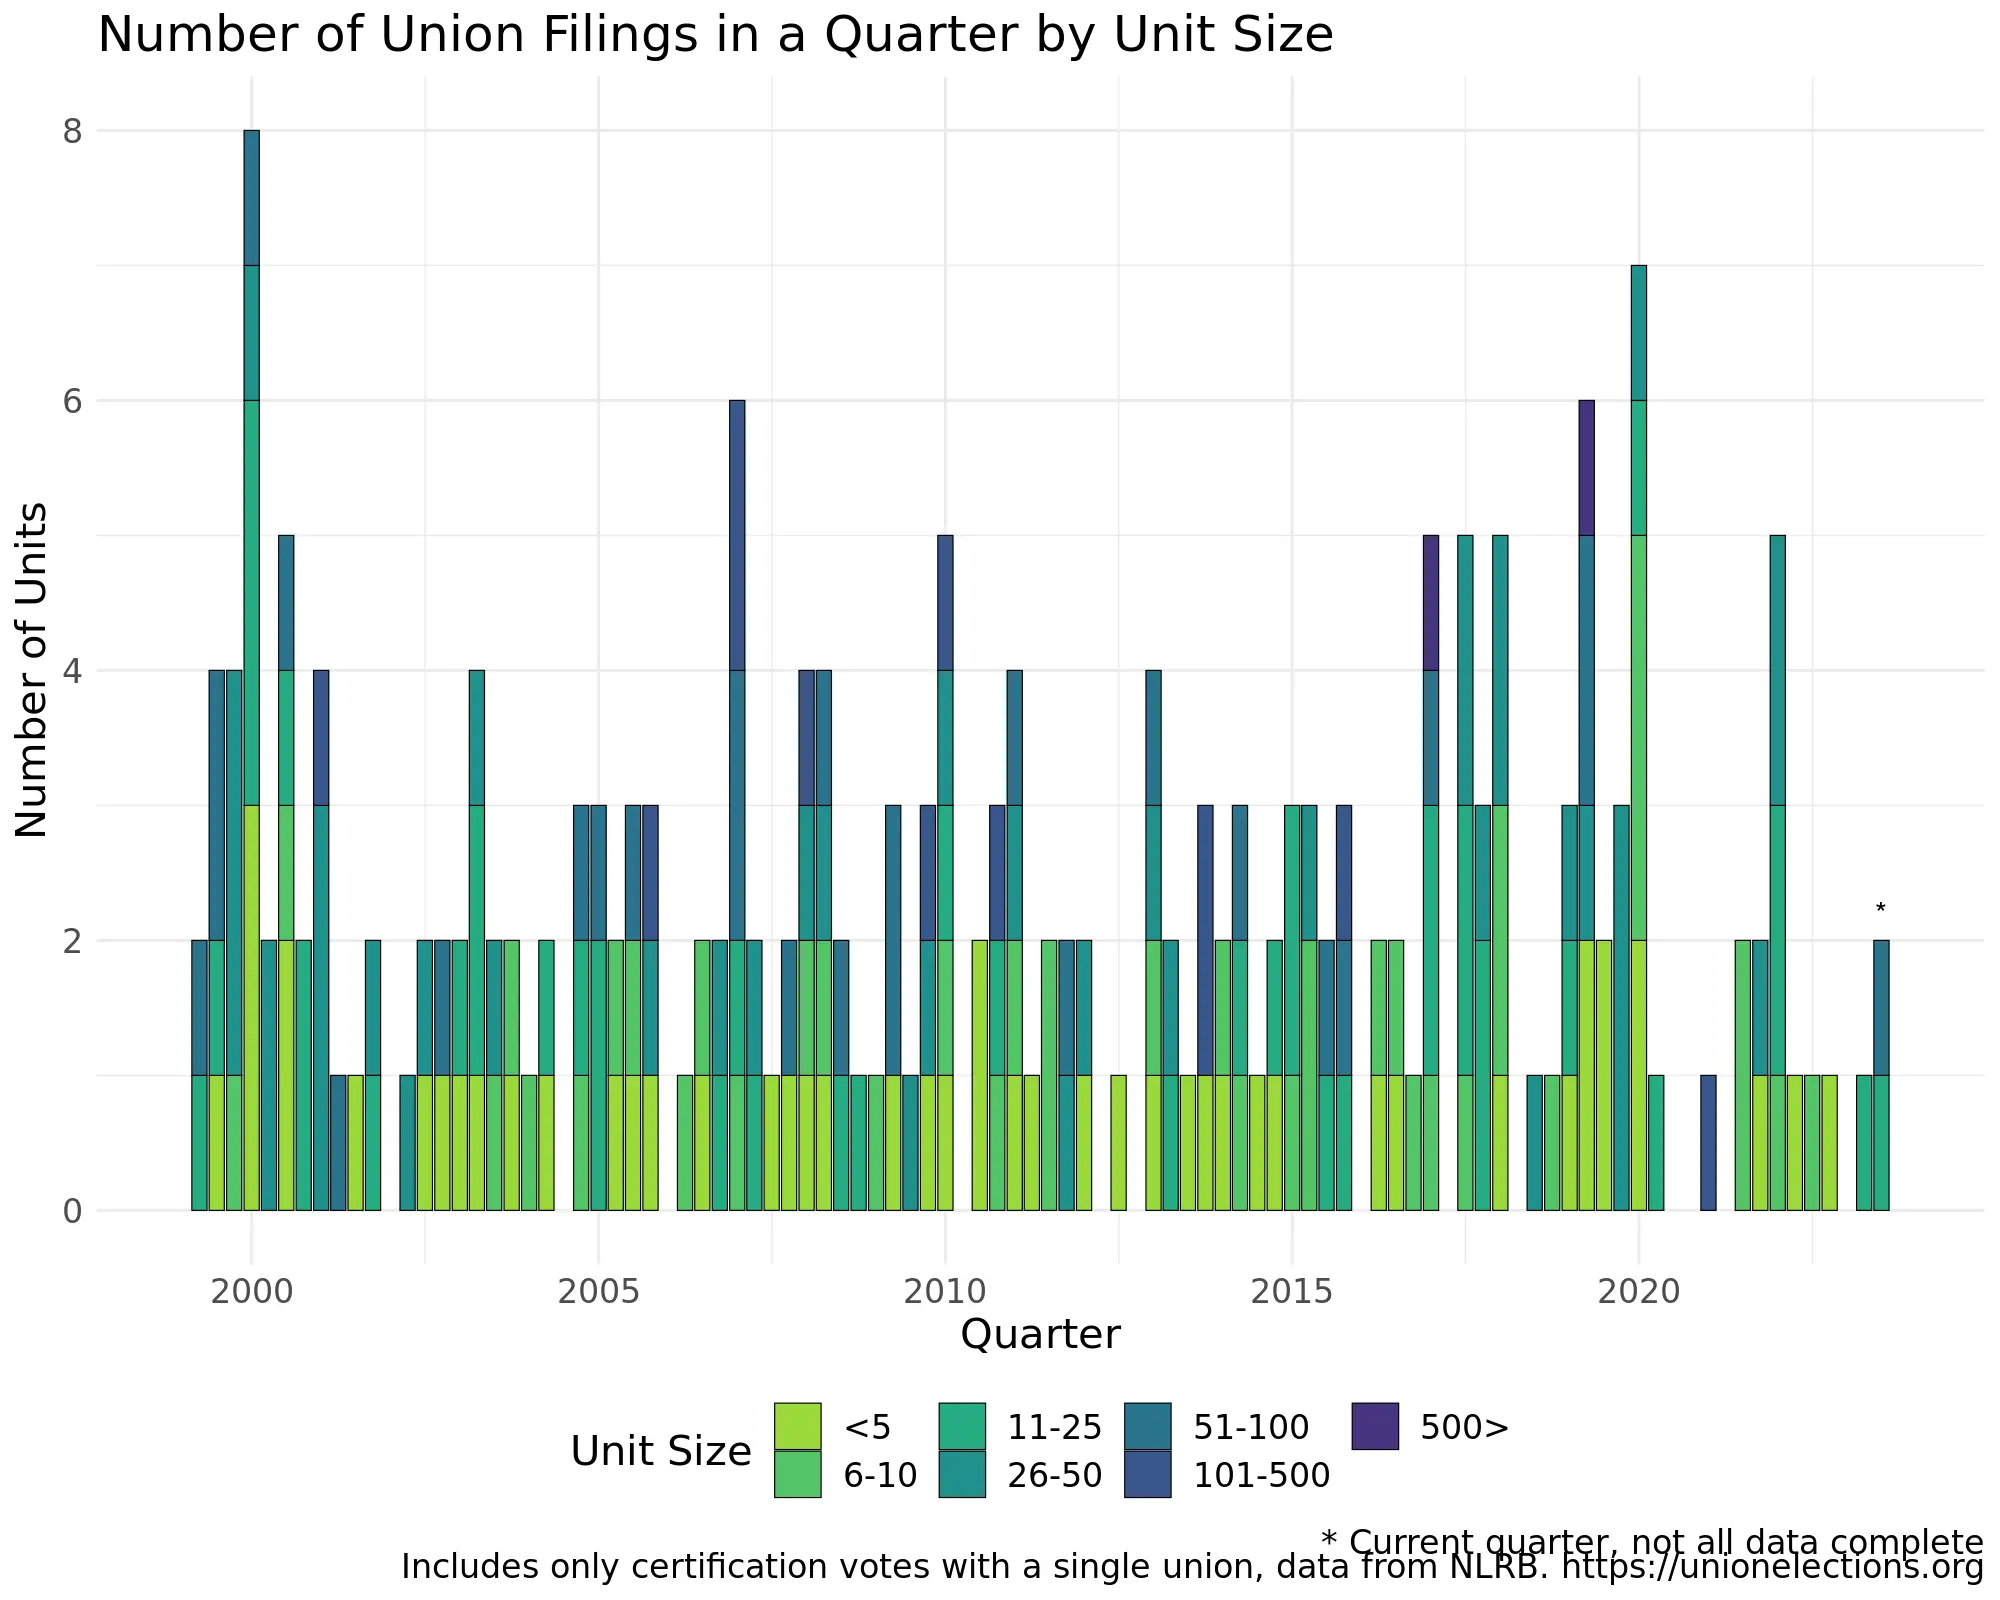 Number of Union Filings in a Quarter by Unit Size
Number of Units
8
6
4
2
0
*
2000 2005 2010 2015 2020
Quarter
Unit Size
<5 11-25 51-100 500>
6-10 26-50 101-500
* Current quarter, not all data complete
Includes only certification votes with a single union, data from NLRB. https://unionelections.org